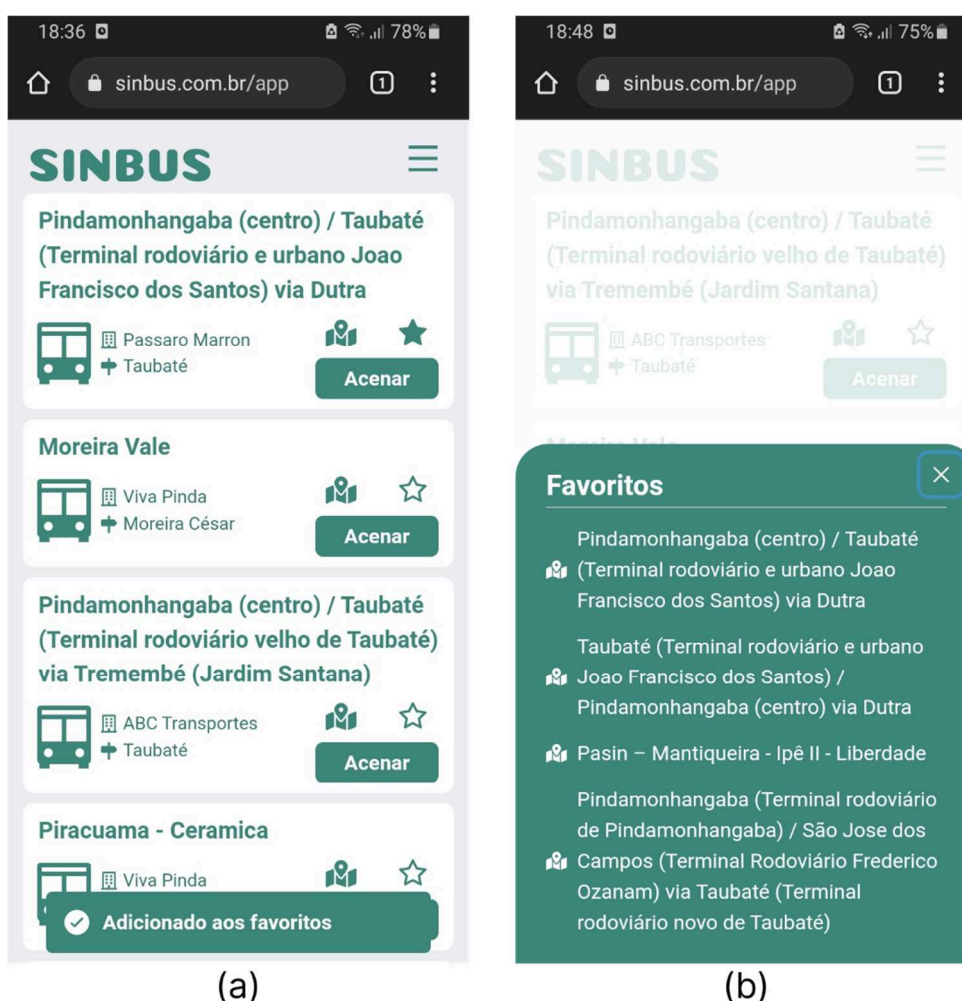 18:36 78%
sinbus.com.br/app 1
SINBUS
Pindamonhangaba (centro) / Taubaté
(Terminal rodoviário e urbano Joao
Francisco dos Santos) via Dutra
Passaro Marron
Taubaté
Acenar
Moreira Vale
Viva Pinda
Moreira César
Acenar
Pindamonhangaba (centro) / Taubaté
(Terminal rodoviário velho de Taubaté)
via Tremembé (Jardim Santana)
ABC Transportes
Taubaté
Acenar
Piracuama - Ceramica
Viva Pinda
Adicionado aos favoritos
(a)
18:48 75%
sinbus.com.br/app 1
SINBUS
Pindamonhangaba (centro) / Taubaté
(Terminal rodoviário velho de Taubaté)
via Tremembé (Jardim Santana)
ABC Transportes
Taubaté
Acenar
Moreira Vale
Favoritos
Pindamonhangaba (centro) / Taubaté
(Terminal rodoviário e urbano Joao
Francisco dos Santos) via Dutra
Taubaté (Terminal rodoviário e urbano
Joao Francisco dos Santos) /
Pindamonhangaba (centro) via Dutra
Pasin – Mantiqueira - Ipê II - Liberdade
Pindamonhangaba (Terminal rodoviário
de Pindamonhangaba) / São Jose dos
Campos (Terminal Rodoviário Frederico
Ozanam) via Taubaté (Terminal
rodoviário novo de Taubaté)
(b)